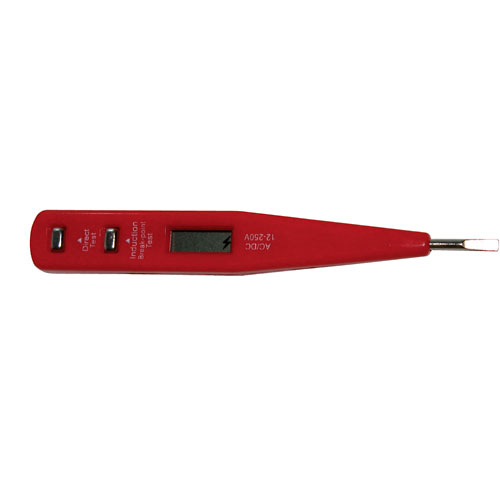 ▲ Direct
Test
▲ Induction
Break-point
Test
AC/DC
12-250V